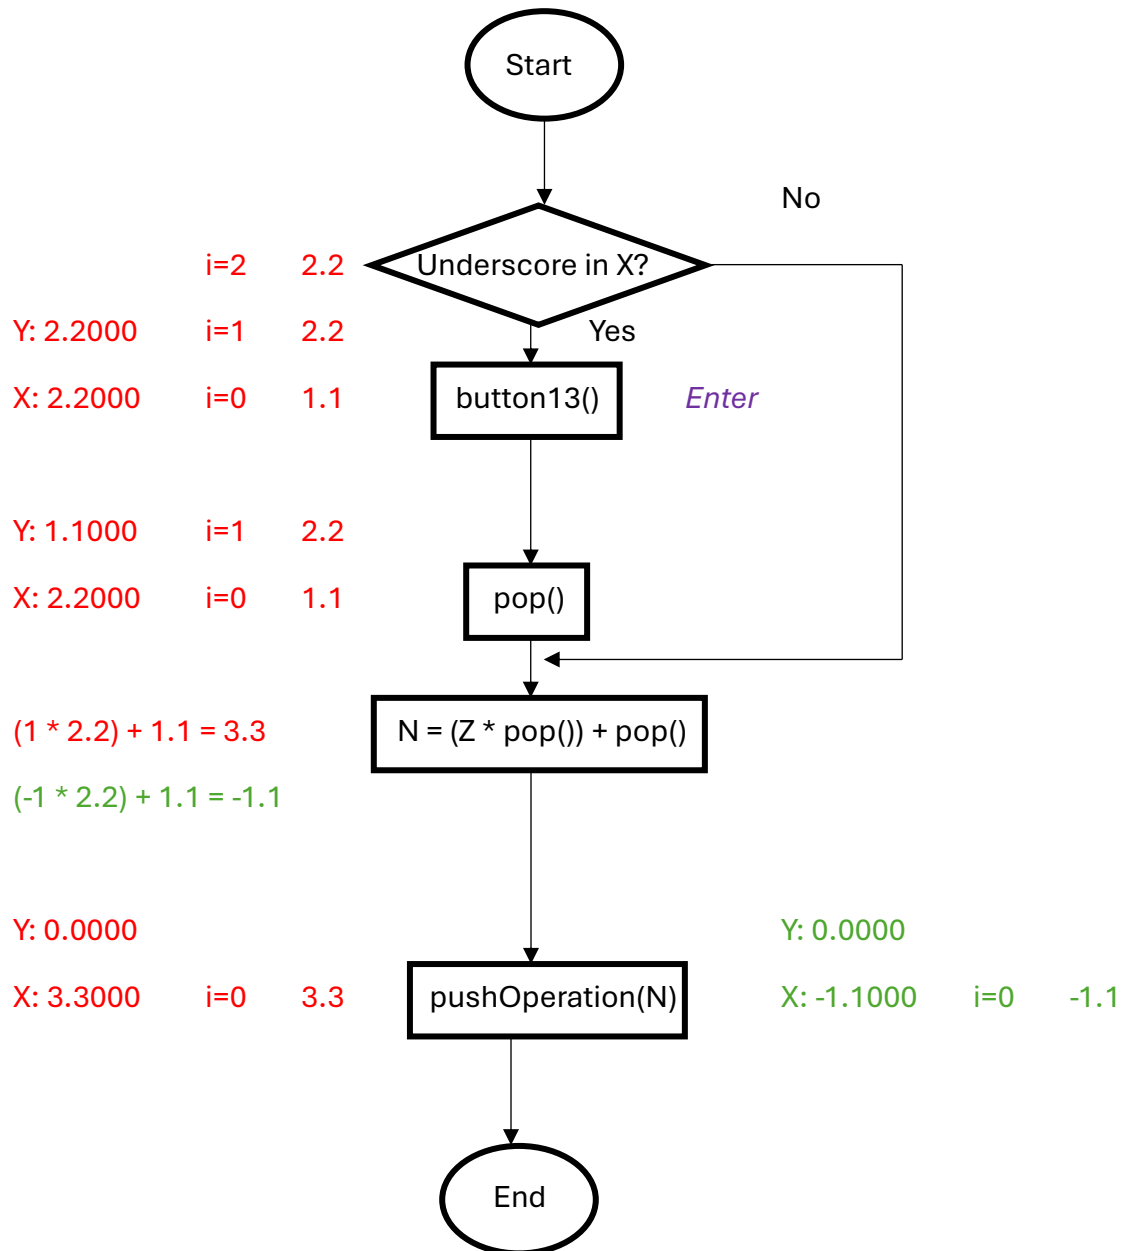 Start
No
i=2 2.2 Underscore in X?
Y: 2.2000 i=1 2.2 Yes
X: 2.2000 i=0 1.1 button13() Enter
Y: 1.1000 i=1 2.2
X: 2.2000 i=0 1.1 pop()
(1 * 2.2) + 1.1 = 3.3 N = (Z * pop()) + pop()
(-1 * 2.2) + 1.1 = -1.1
Y: 0.0000 Y: 0.0000
X: 3.3000 i=0 3.3 pushOperation(N) X: -1.1000 i=0 -1.1
End